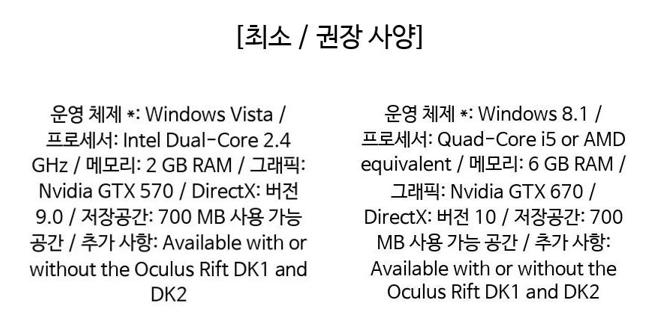 [최소 / 권장 사양]
운영 체제 *: Windows Vista /
프로세서: Intel Dual-Core 2.4
GHz / 메모리: 2 GB RAM / 그래픽:
Nvidia GTX 570 / DirectX: 버전
9.0 / 저장공간: 700 MB 사용 가능
공간 / 추가 사항: Available with or
without the Oculus Rift DK1 and
DK2
운영 체제 *: Windows 8.1 /
프로세서: Quad-Core i5 or AMD
equivalent / 메모리: 6 GB RAM /
그래픽: Nvidia GTX 670 /
DirectX: 버전 10 / 저장공간: 700
MB 사용 가능 공간 / 추가 사항:
Available with or without the
Oculus Rift DK1 and DK2